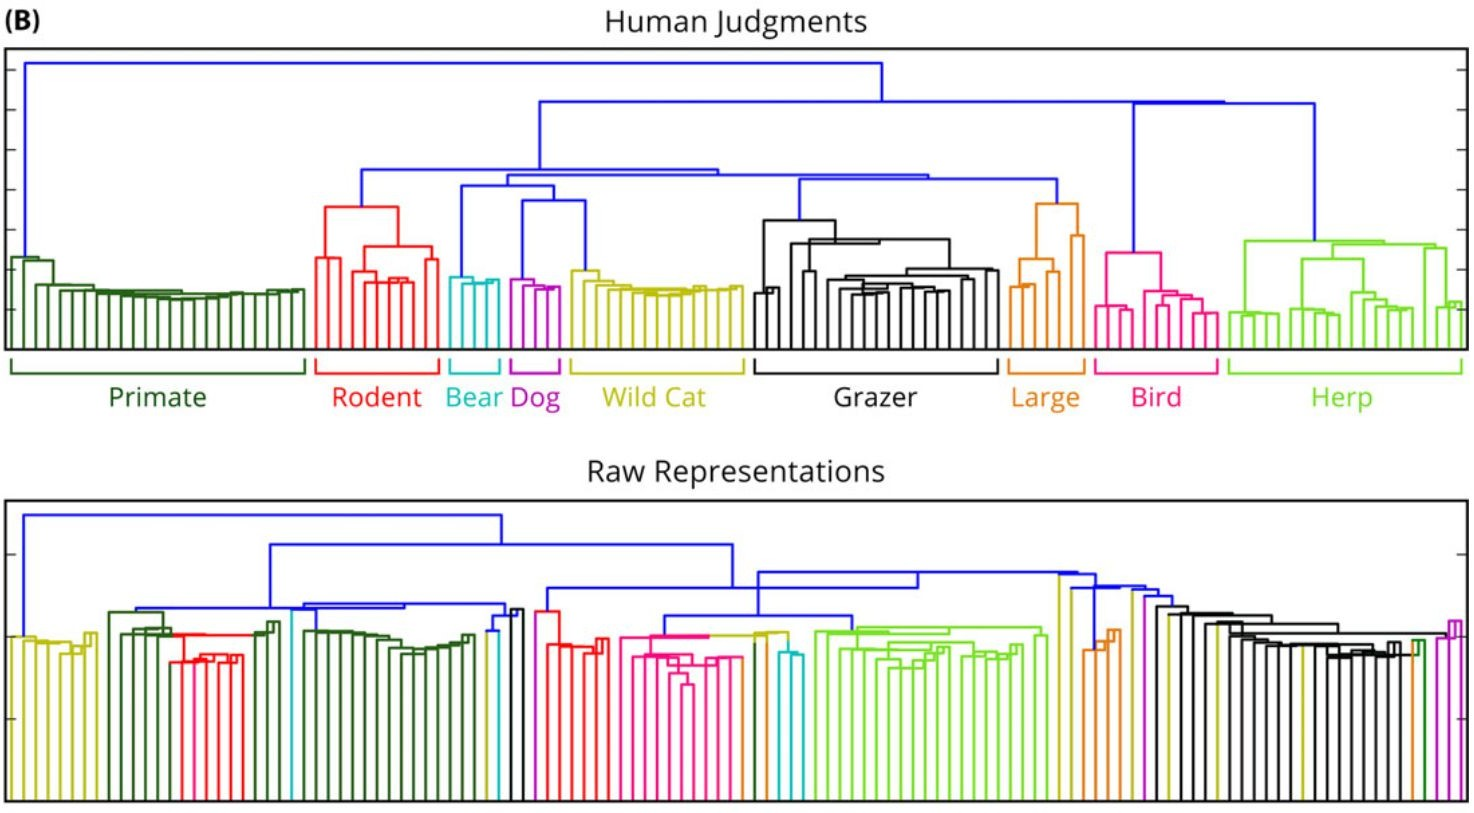 (B)
Human Judgments
Primate Rodent Bear Dog Wild Cat Grazer Large Bird Herp
Raw Representations